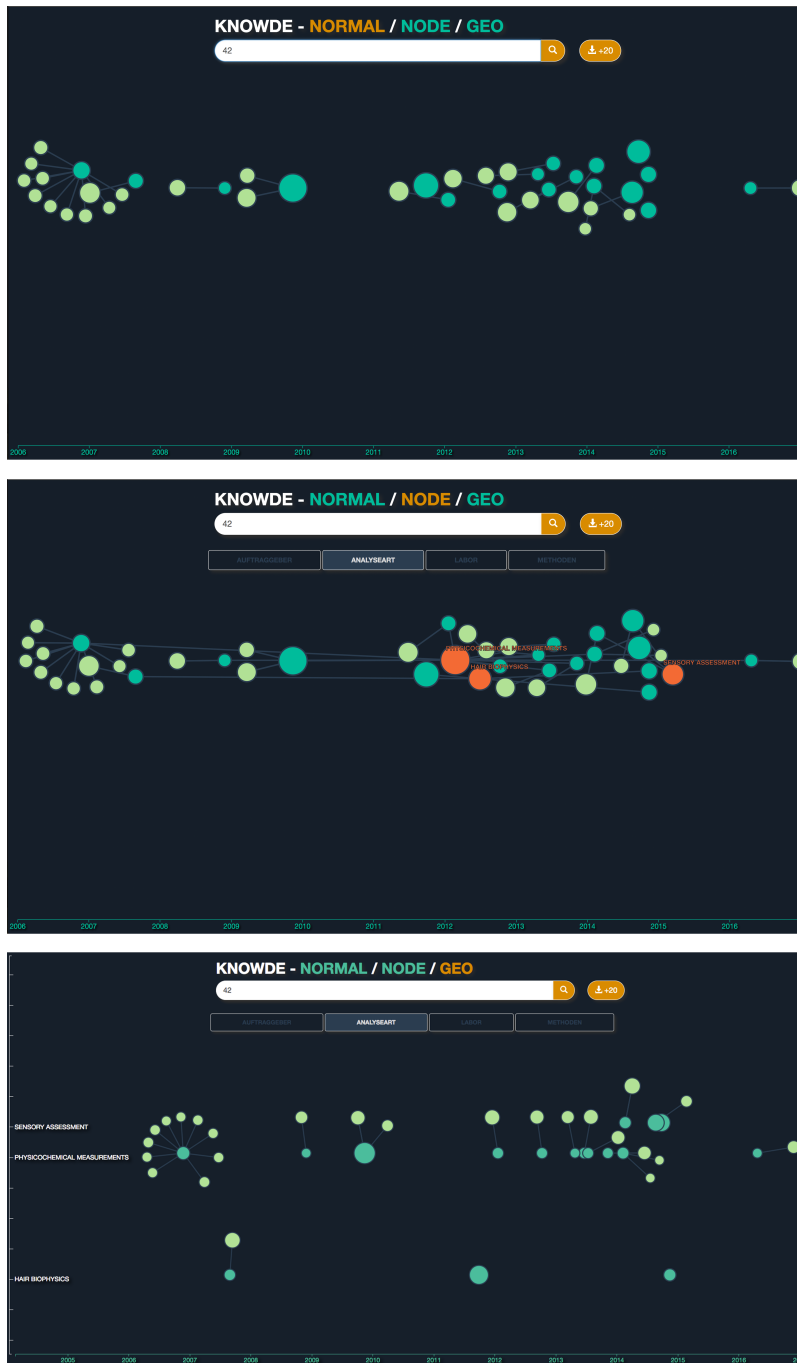 KNOWDE - NORMAL / NODE / GEO
42
+20
2006 2007 2008 2009 2010 2011 2012 2013 2014 2015 2016
KNOWDE - NORMAL / NODE / GEO
42
+20
AUFTRAGGEBER ANALYSEART LABOR METHODEN
PHYSICOCHEMICAL MEASUREMENTS
HAIR BIOPHYSICS
SENSORY ASSESSMENT
2006 2007 2008 2009 2010 2011 2012 2013 2014 2015 2016
KNOWDE - NORMAL / NODE / GEO
42
+20
AUFTRAGGEBER ANALYSEART LABOR METHODEN
SENSORY ASSESSMENT
PHYSICOCHEMICAL MEASUREMENTS
HAIR BIOPHYSICS
2005 2006 2007 2008 2009 2010 2011 2012 2013 2014 2015 2016